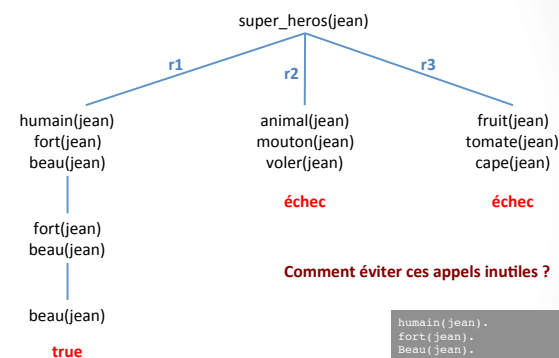 super_heros(jean)
r1
r2
r3
humain(jean)
fort(jean)
beau(jean)
animal(jean)
mouton(jean)
voler(jean)
fruit(jean)
tomate(jean)
cape(jean)
échec
échec
fort(jean)
beau(jean)
Comment éviter ces appels inutiles ?
beau(jean)
true
humain(jean).
fort(jean).
Beau(jean).